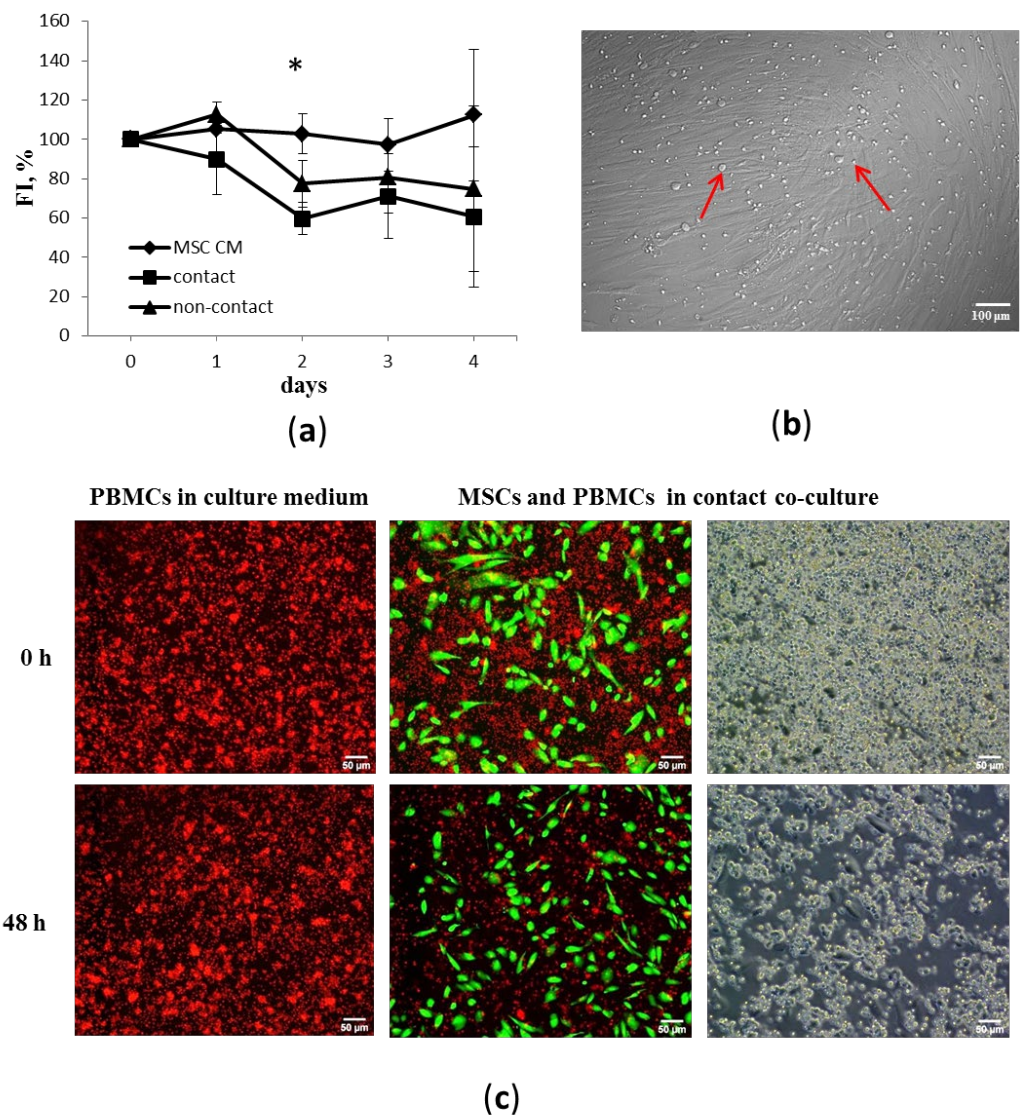 160
140
120
100
80
60
40
20
0
FI, %
*
MSC CM
contact
non-contact
0 1 2 3 4
days
(a)
100 µm
(b)
PBMCs in culture medium
MSCs and PBMCs in contact co-culture
0 h
50 µm
50 µm
50 µm
48 h
50 µm
50 µm
50 µm
(c)